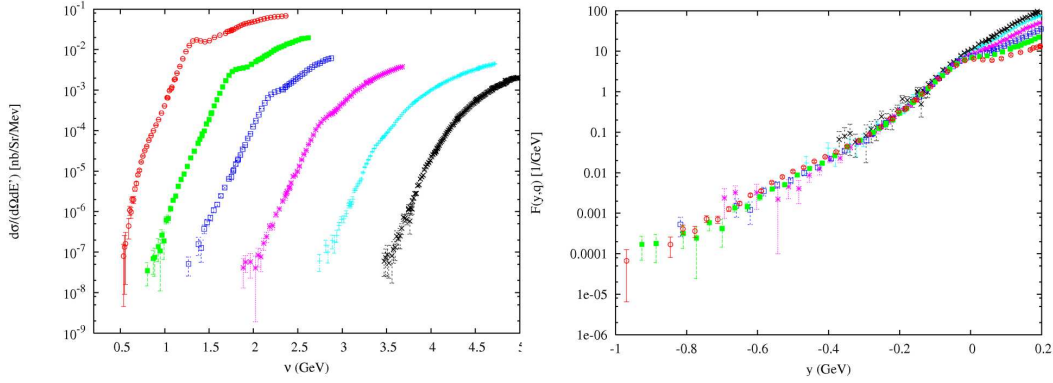 dσ/(dΩdE') [nb/Sr/Mev]
10⁻¹
10⁻²
10⁻³
10⁻⁴
10⁻⁵
10⁻⁶
10⁻⁷
10⁻⁸
10⁻⁹
0.5 1 1.5 2 2.5 3 3.5 4 4.5 5
ν (GeV)
F(y,q) [1/GeV]
100
10
1
0.1
0.01
0.001
0.0001
1e-05
1e-06
-1 -0.8 -0.6 -0.4 -0.2 0 0.2
y (GeV)